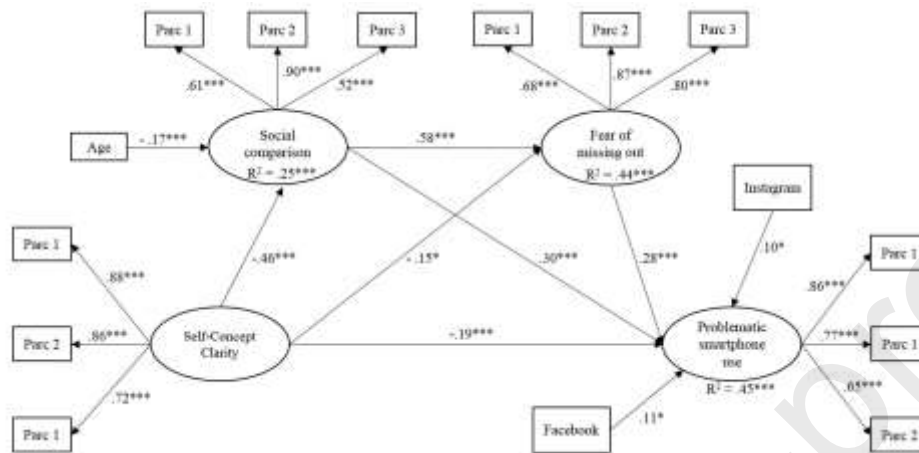 Parc 1
Parc 2
Parc 3
Parc 1
Parc 2
Parc 3
.61***
.90***
.52***
.68***
.87***
.80***
Age
- .17***
Social
comparison
R² = .25***
.58***
Fear of
missing out
R² = .44***
Instagram
Parc 1
.88***
-.46***
- .15*
.30***
.28***
.10*
.86***
Parc 1
Parc 2
.86***
Self-Concept
Clarity
-.19***
Problematic
smartphone
use
R² = .45***
.77***
Parc 1
.72***
.65***
Parc 1
Facebook
.11*
Parc 2